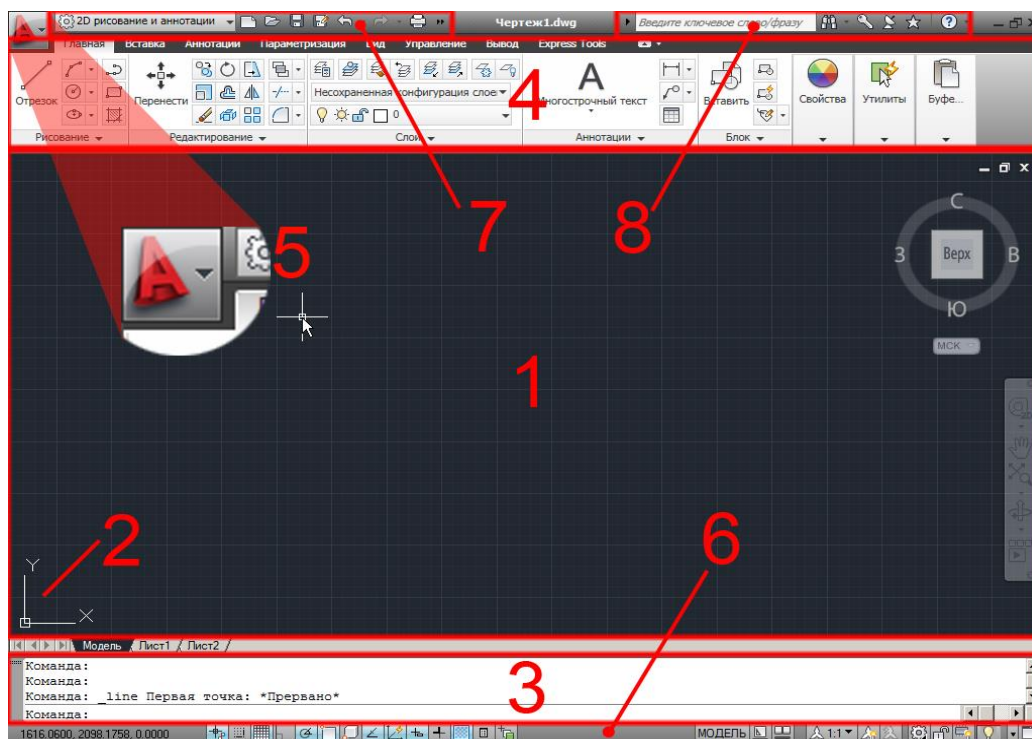 2D рисование и аннотации Чертеж1.dwg Введите ключевое слово/фразу
Главная Вставка Аннотации Параметризация Вид Управление Вывод Express Tools
Отрезок Перенести Несохраненная конфигурация слоев A Многострочный текст Вставить Свойства Утилиты Буфе...
4
0
Рисование Редактирование Слои Аннотации Блок
7 8
5
С
З Верх В
Ю
МСК
1
2 6
Y
X
Модель Лист1 Лист2
Команда:
Команда:
Команда: _line Первая точка: *Прервано*
3
Команда:
1616.0600, 2098.1758, 0.0000 МОДЕЛЬ 1:1